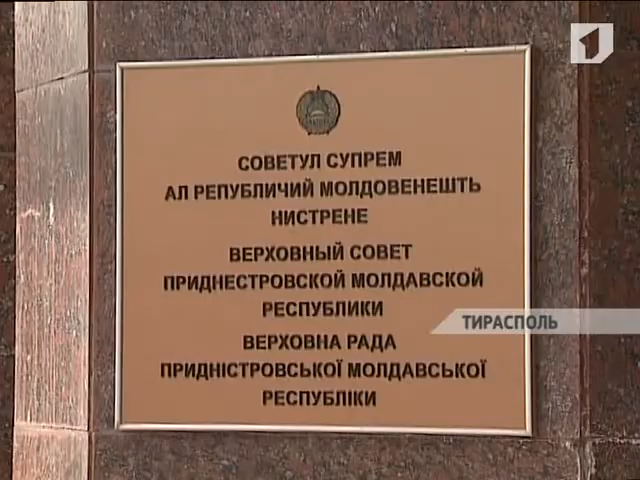 1
СОВЕТУЛ СУПРЕМ
АЛ РЕПУБЛИЧИЙ МОЛДОВЕНЕШТЬ
НИСТРЕНЕ
ВЕРХОВНЫЙ СОВЕТ
ПРИДНЕСТРОВСКОЙ МОЛДАВСКОЙ
РЕСПУБЛИКИ
ТИРАСПОЛЬ
ВЕРХОВНА РАДА
ПРИДНІСТРОВСЬКОЇ МОЛДАВСЬКОЇ
РЕСПУБЛІКИ